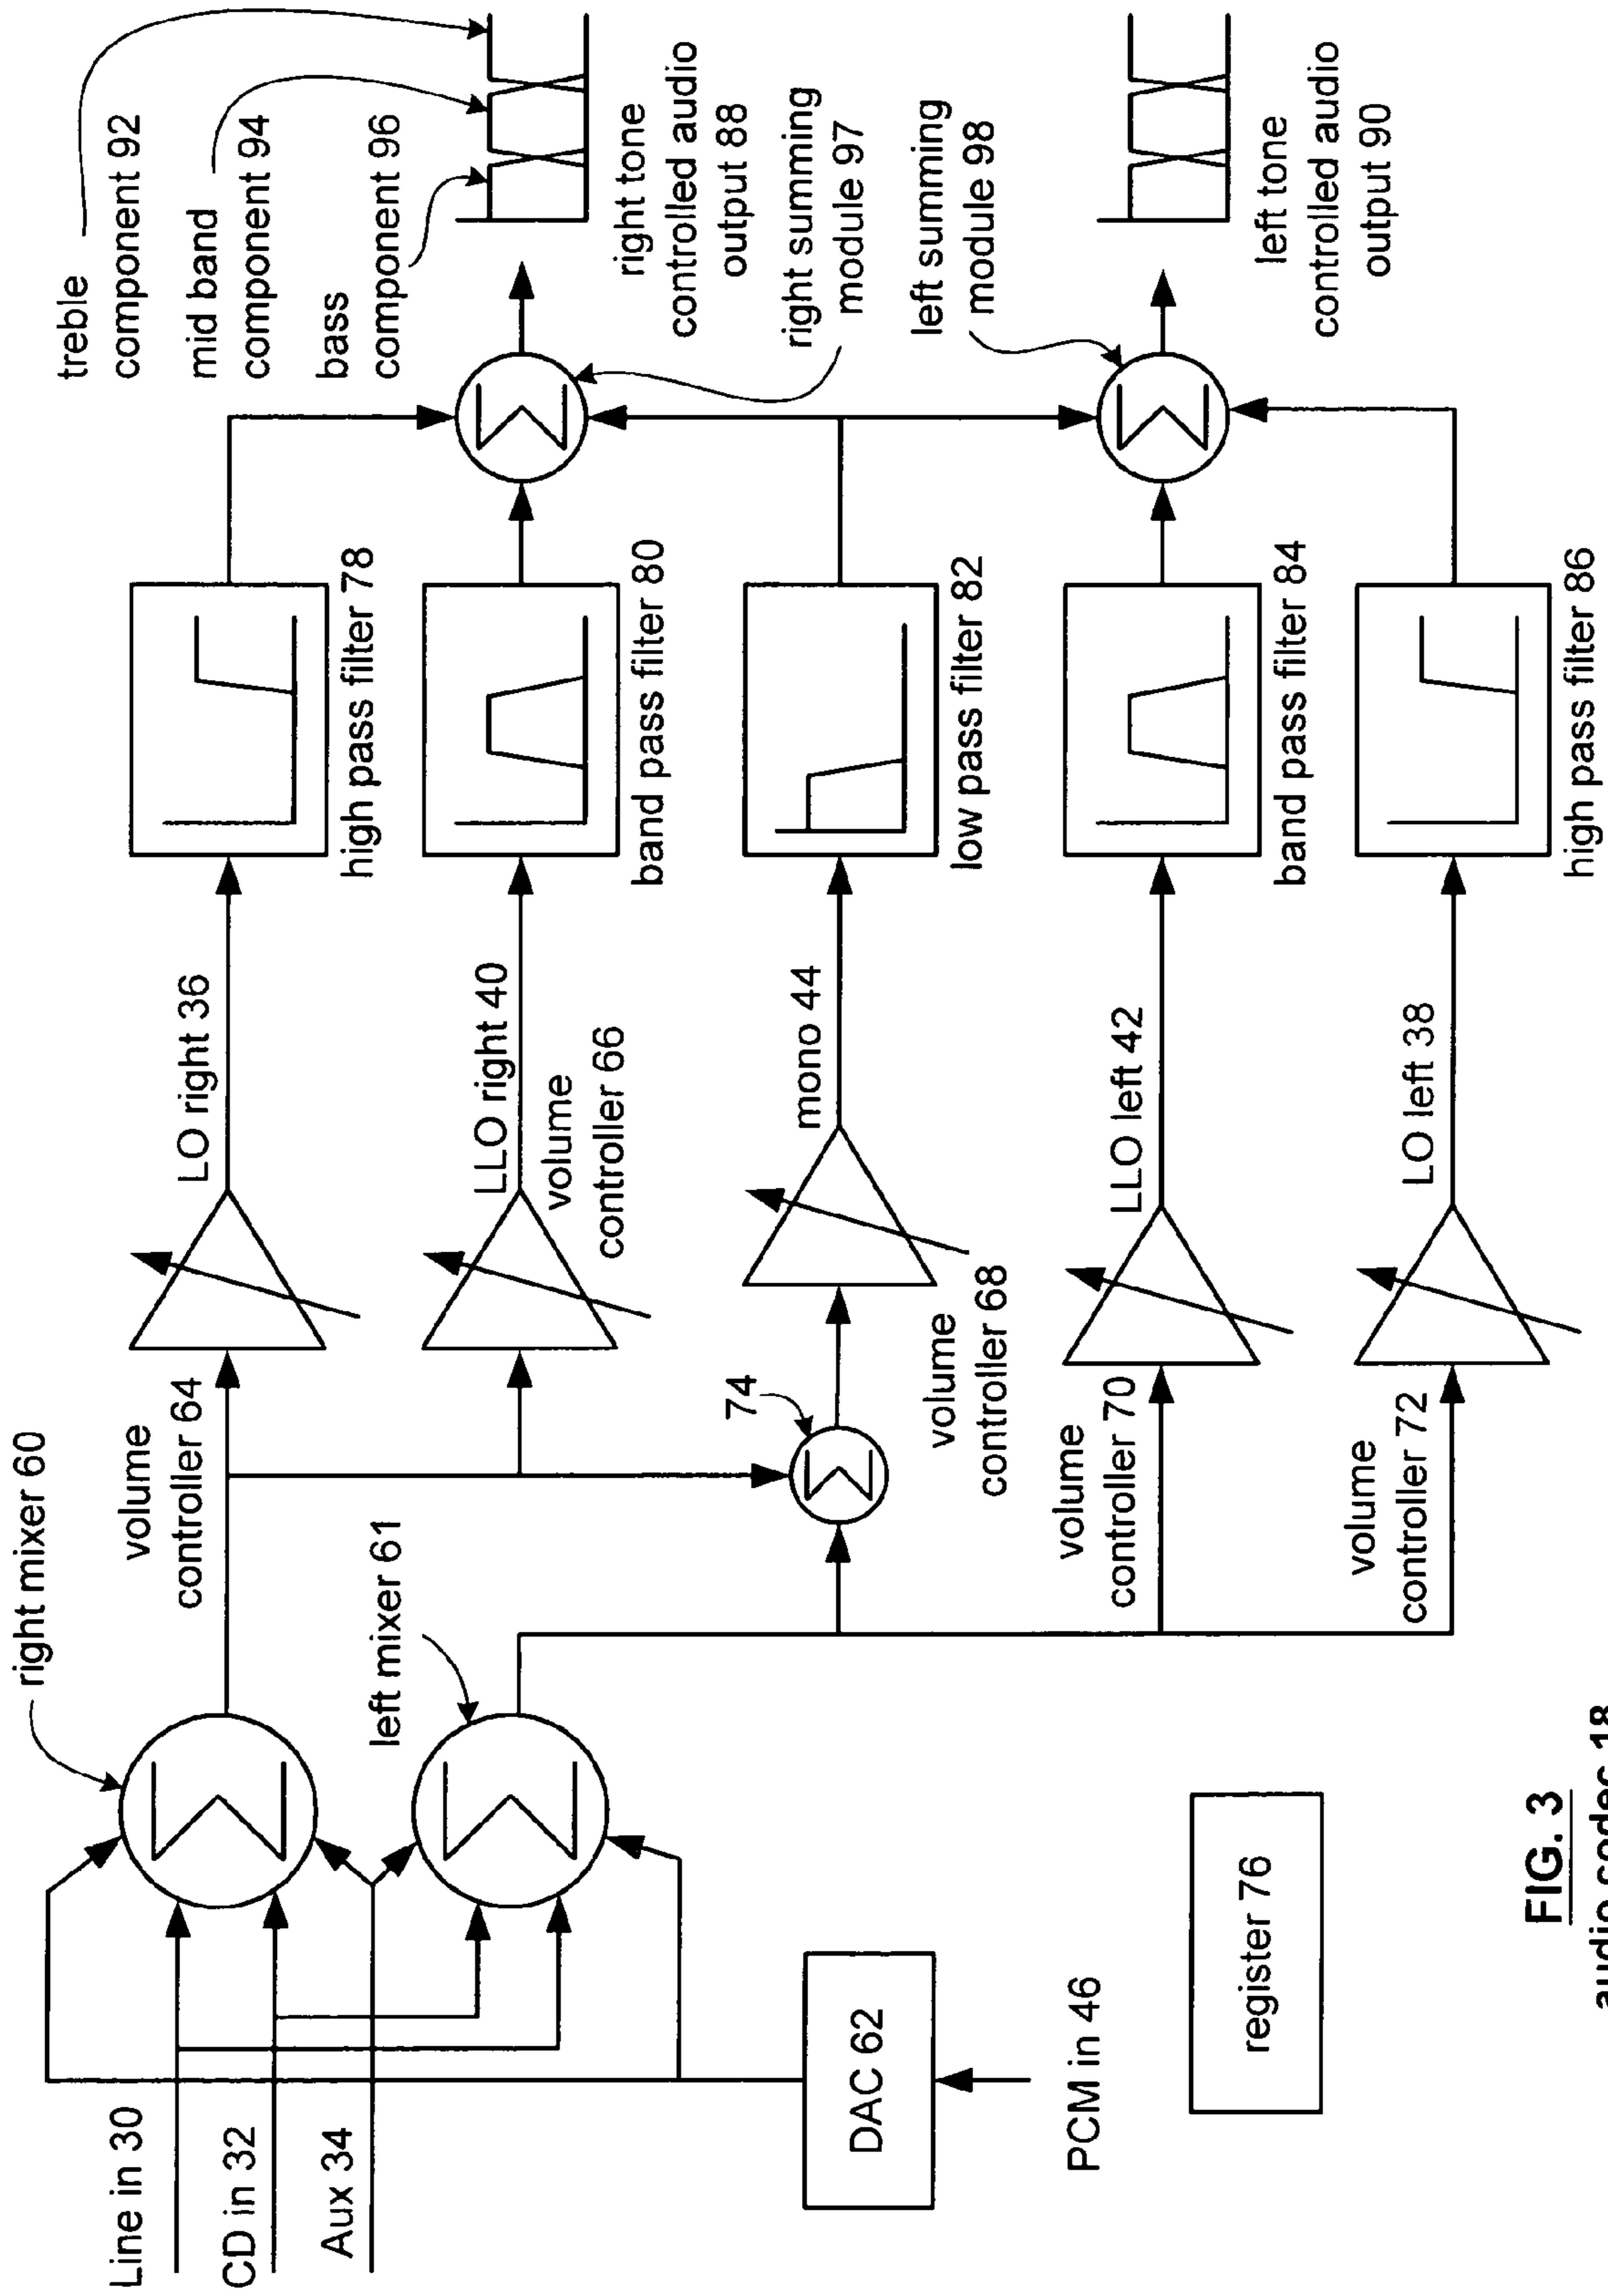 right mixer 60
volume
controller 64
LO right 36
high pass filter 78
treble
component 92
mid band
component 94
bass
component 96
Line in 30
CD in 32
Aux 34
left mixer 61
LLO right 40
volume
controller 66
band pass filter 80
right tone
controlled audio
output 88
right summing
module 97
74
mono 44
volume
controller 68
low pass filter 82
left summing
module 98
DAC 62
PCM in 46
volume
controller 70
LLO left 42
band pass filter 84
left tone
controlled audio
output 90
register 76
volume
controller 72
LO left 38
high pass filter 86
FIG. 3
audio codec 18